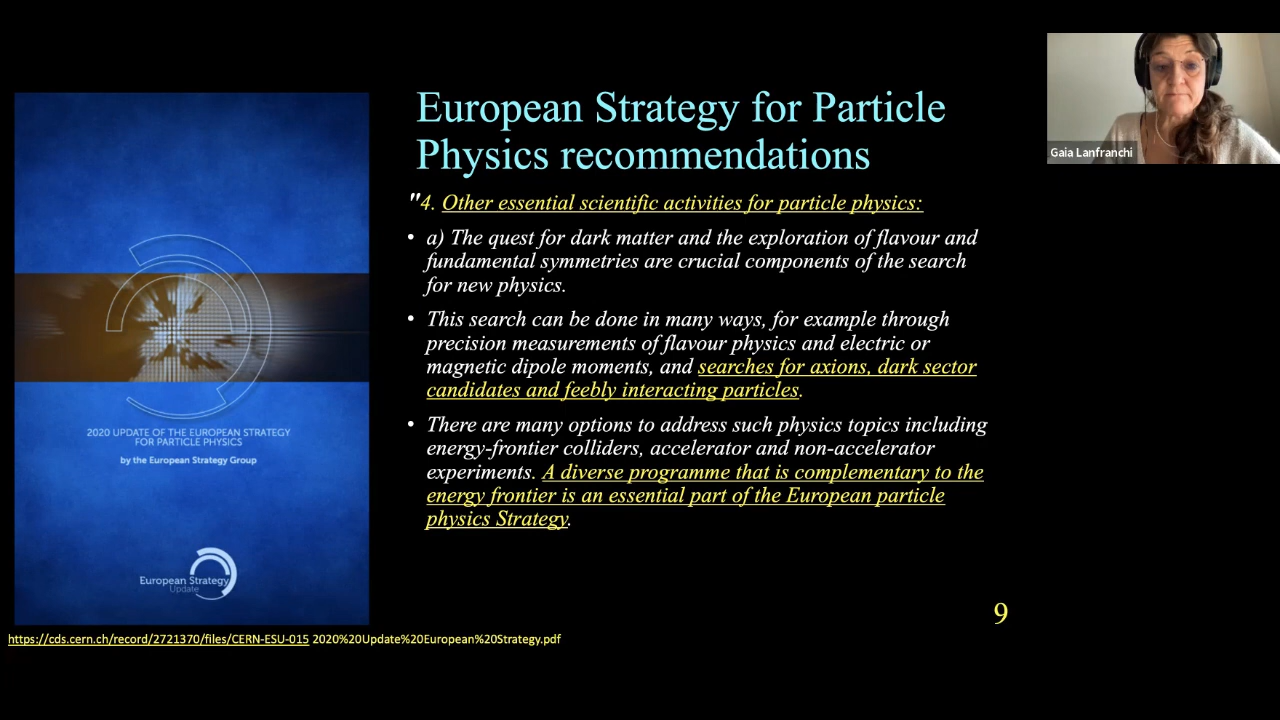 European Strategy for Particle
Physics recommendations
Gaia Lanfranchi
"4. Other essential scientific activities for particle physics:
• a) The quest for dark matter and the exploration of flavour and
fundamental symmetries are crucial components of the search
for new physics.
• This search can be done in many ways, for example through
precision measurements of flavour physics and electric or
magnetic dipole moments, and searches for axions, dark sector
candidates and feebly interacting particles.
• There are many options to address such physics topics including
energy-frontier colliders, accelerator and non-accelerator
experiments. A diverse programme that is complementary to the
energy frontier is an essential part of the European particle
physics Strategy.
2020 UPDATE OF THE EUROPEAN STRATEGY
FOR PARTICLE PHYSICS
by the European Strategy Group
European Strategy
Update
9
https://cds.cern.ch/record/2721370/files/CERN-ESU-015 2020%20Update%20European%20Strategy.pdf